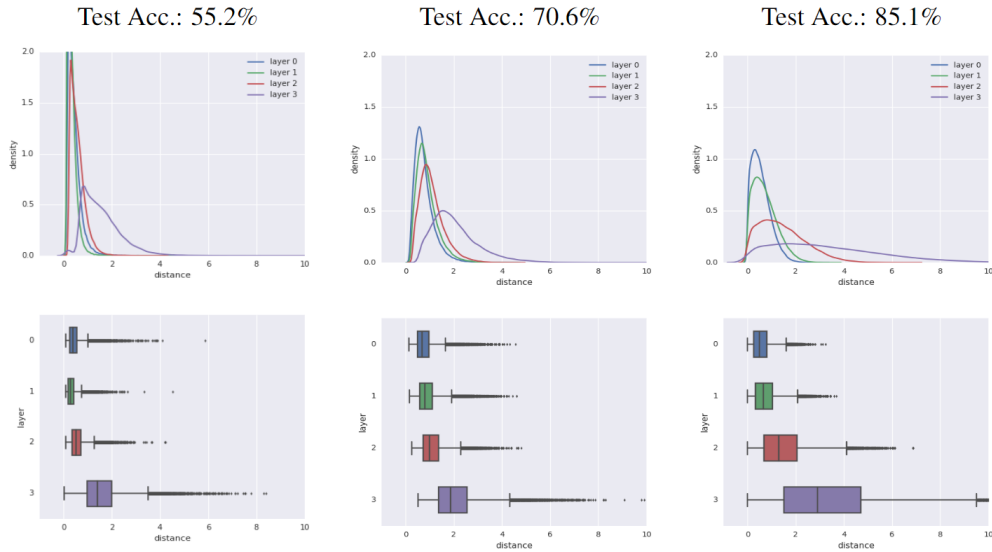 Test Acc.: 55.2%
Test Acc.: 70.6%
Test Acc.: 85.1%
2.0
1.5
1.0
0.5
0.0
density
0 2 4 6 8 10
distance
layer 0
layer 1
layer 2
layer 3
2.0
1.5
1.0
0.5
0.0
density
0 2 4 6 8 10
distance
layer 0
layer 1
layer 2
layer 3
2.0
1.5
1.0
0.5
0.0
density
0 2 4 6 8 10
distance
layer 0
layer 1
layer 2
layer 3
0
1
2
3
layer
0 2 4 6 8 10
distance
0
1
2
3
layer
0 2 4 6 8 10
distance
0
1
2
3
layer
0 2 4 6 8 10
distance